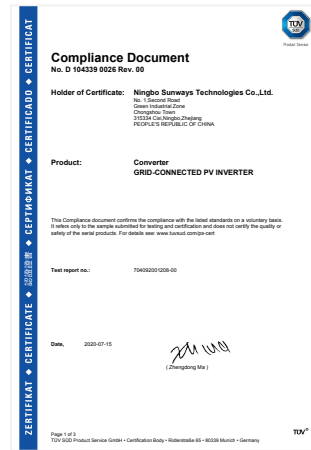 ZERTIFIKAT ◆ CERTIFICATE ◆ 認證證書 ◆ СЕРТИФИКАТ ◆ CERTIFICADO ◆ CERTIFICAT
TÜV
SÜD
Product Service
Compliance Document
No. D 104339 0026 Rev. 00
Holder of Certificate: Ningbo Sunways Technologies Co.,Ltd.
No. 1,Second Road
Green Industrial Zone
Chongshou Town
315334 Cixi,Ningbo,Zhejiang
PEOPLE'S REPUBLIC OF CHINA
Product: Converter
GRID-CONNECTED PV INVERTER
This Compliance document confirms the compliance with the listed standards on a voluntary basis.
It refers only to the sample submitted for testing and certification and does not certify the quality or
safety of the serial products. For details see: www.tuvsud.com/ps-cert
Test report no.: 704092001208-00
Date, 2020-07-15
( Zhengdong Ma )
Page 1 of 3
TÜV SÜD Product Service GmbH • Certification Body • Ridlerstraße 65 • 80339 Munich • Germany
TÜV®